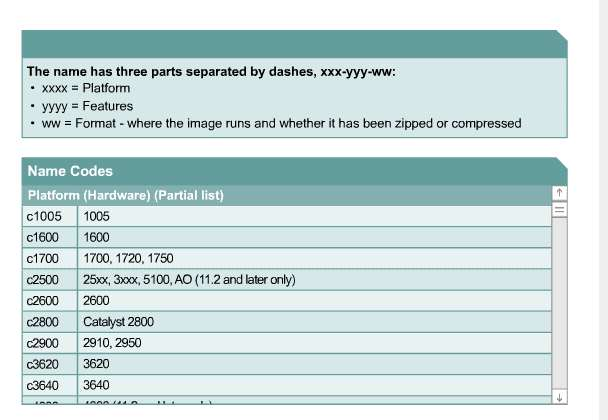 The name has three parts separated by dashes, xxx-yyy-ww:
• xxxx = Platform
• yyyy = Features
• ww = Format - where the image runs and whether it has been zipped or compressed
Name Codes
Platform (Hardware) (Partial list)
c1005 1005
c1600 1600
c1700 1700, 1720, 1750
c2500 25xx, 3xxx, 5100, AO (11.2 and later only)
c2600 2600
c2800 Catalyst 2800
c2900 2910, 2950
c3620 3620
c3640 3640